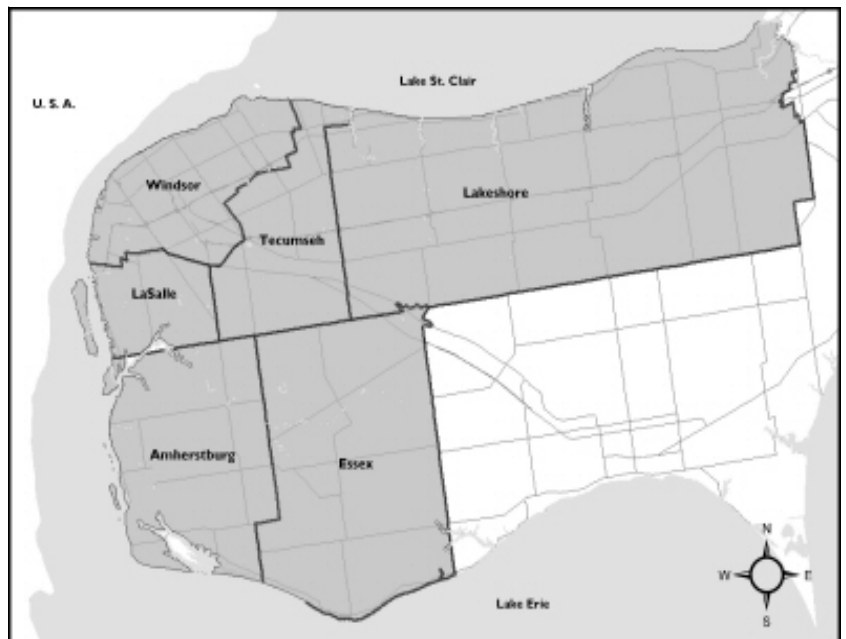 Lake St. Clair
U. S. A.
Windsor
Lakeshore
Tecumseh
LaSalle
Amherstburg
Essex
N
W
E
S
Lake Erie